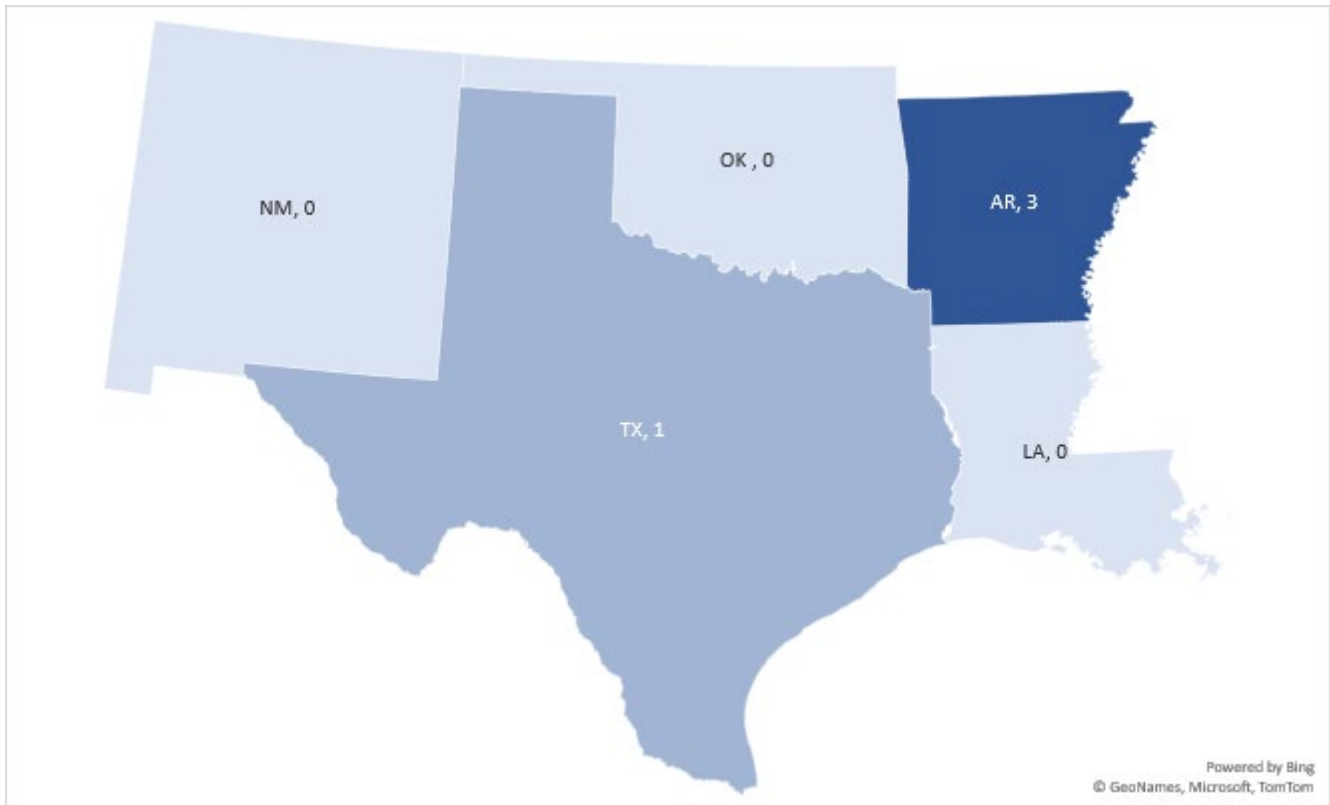 OK , 0
NM, 0
AR, 3
TX, 1
LA, 0
Powered by Bing
© GeoNames, Microsoft, TomTom